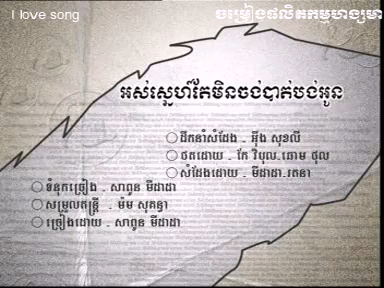 I love song
ចម្រៀងផលិតកម្មហង្សមាស
អស់ស្នេហ៍តែមិនចង់បាត់បង់អូន
ដឹកនាំសំដែង . អ៊ឹង សុខលី
ថតដោយ . កែ វិបុល.ឆោម ថុល
សំដែងដោយ . មីដាដា.រតនា
ទំនុកច្រៀង . សាពូន មីដាដា
សម្រួលតន្ត្រី . ម៉ម សុគន្ធា
ច្រៀងដោយ . សាពូន មីដាដា